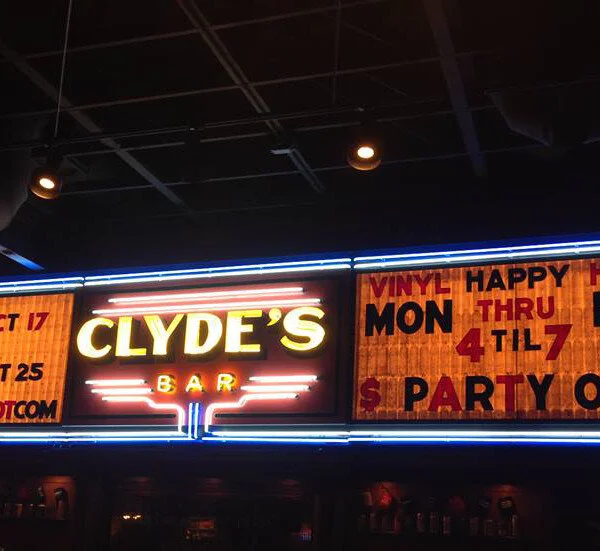 CT 17
T 25
OTCOM
CLYDE'S
BAR
VINYL HAPPY H
MON THRU
4 TIL 7
$ PARTY O